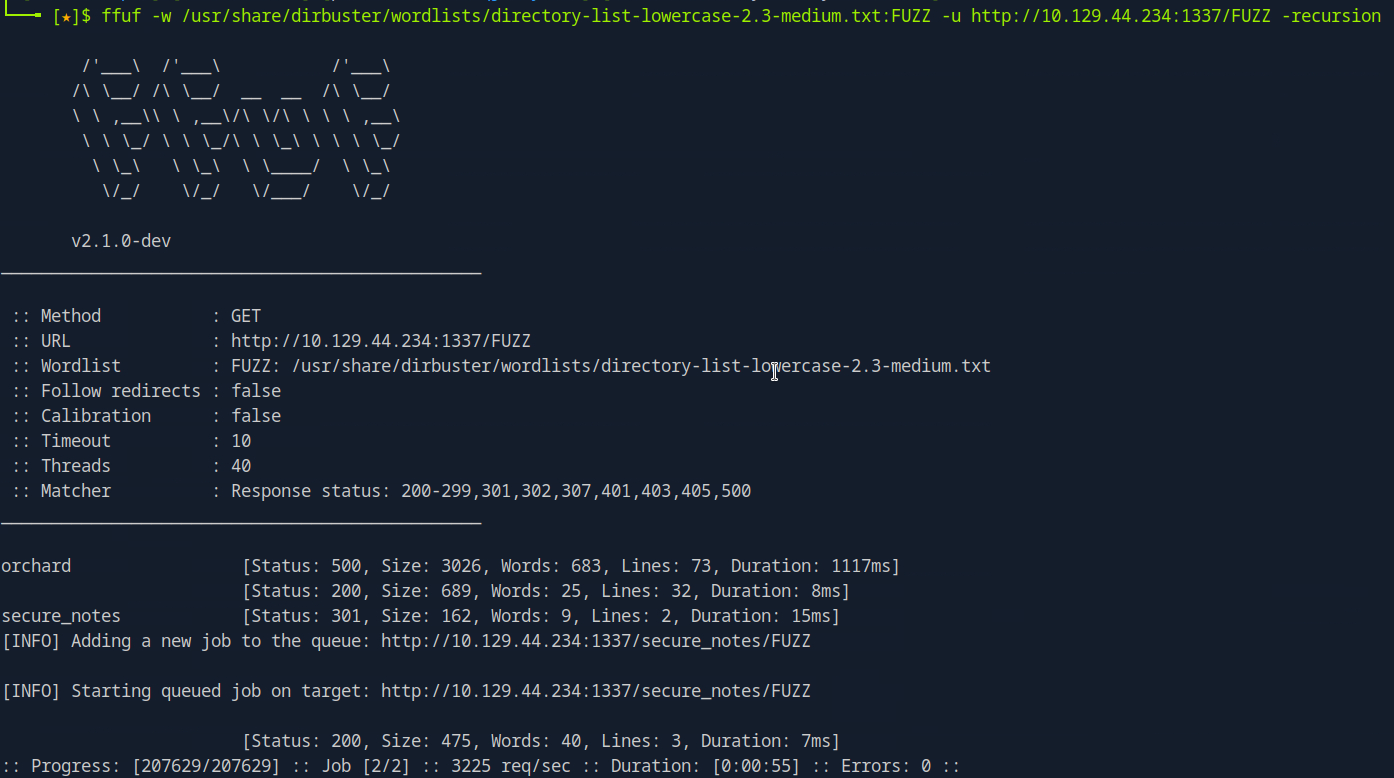 [★]$ ffuf -w /usr/share/dirbuster/wordlists/directory-list-lowercase-2.3-medium.txt:FUZZ -u http://10.129.44.234:1337/FUZZ -recursion
/'___\  /'___\           /'___\
/\ \__/ /\ \__/  __  __  /\ \__/
\ \ ,__\\ \ ,__\/\ \/\ \ \ \ ,__\
\ \ \_/ \ \ \_/\ \ \_\ \ \ \ \_/
\ \_\   \ \_\  \ \____/  \ \_\
\/_/    \/_/   \/___/    \/_/
v2.1.0-dev
________________________________________________
:: Method           : GET
:: URL              : http://10.129.44.234:1337/FUZZ
:: Wordlist         : FUZZ: /usr/share/dirbuster/wordlists/directory-list-lowercase-2.3-medium.txt
:: Follow redirects : false
:: Calibration      : false
:: Timeout          : 10
:: Threads          : 40
:: Matcher          : Response status: 200-299,301,302,307,401,403,405,500
________________________________________________
orchard                 [Status: 500, Size: 3026, Words: 683, Lines: 73, Duration: 1117ms]
[Status: 200, Size: 689, Words: 25, Lines: 32, Duration: 8ms]
secure_notes            [Status: 301, Size: 162, Words: 9, Lines: 2, Duration: 15ms]
[INFO] Adding a new job to the queue: http://10.129.44.234:1337/secure_notes/FUZZ
[INFO] Starting queued job on target: http://10.129.44.234:1337/secure_notes/FUZZ
[Status: 200, Size: 475, Words: 40, Lines: 3, Duration: 7ms]
:: Progress: [207629/207629] :: Job [2/2] :: 3225 req/sec :: Duration: [0:00:55] :: Errors: 0 ::